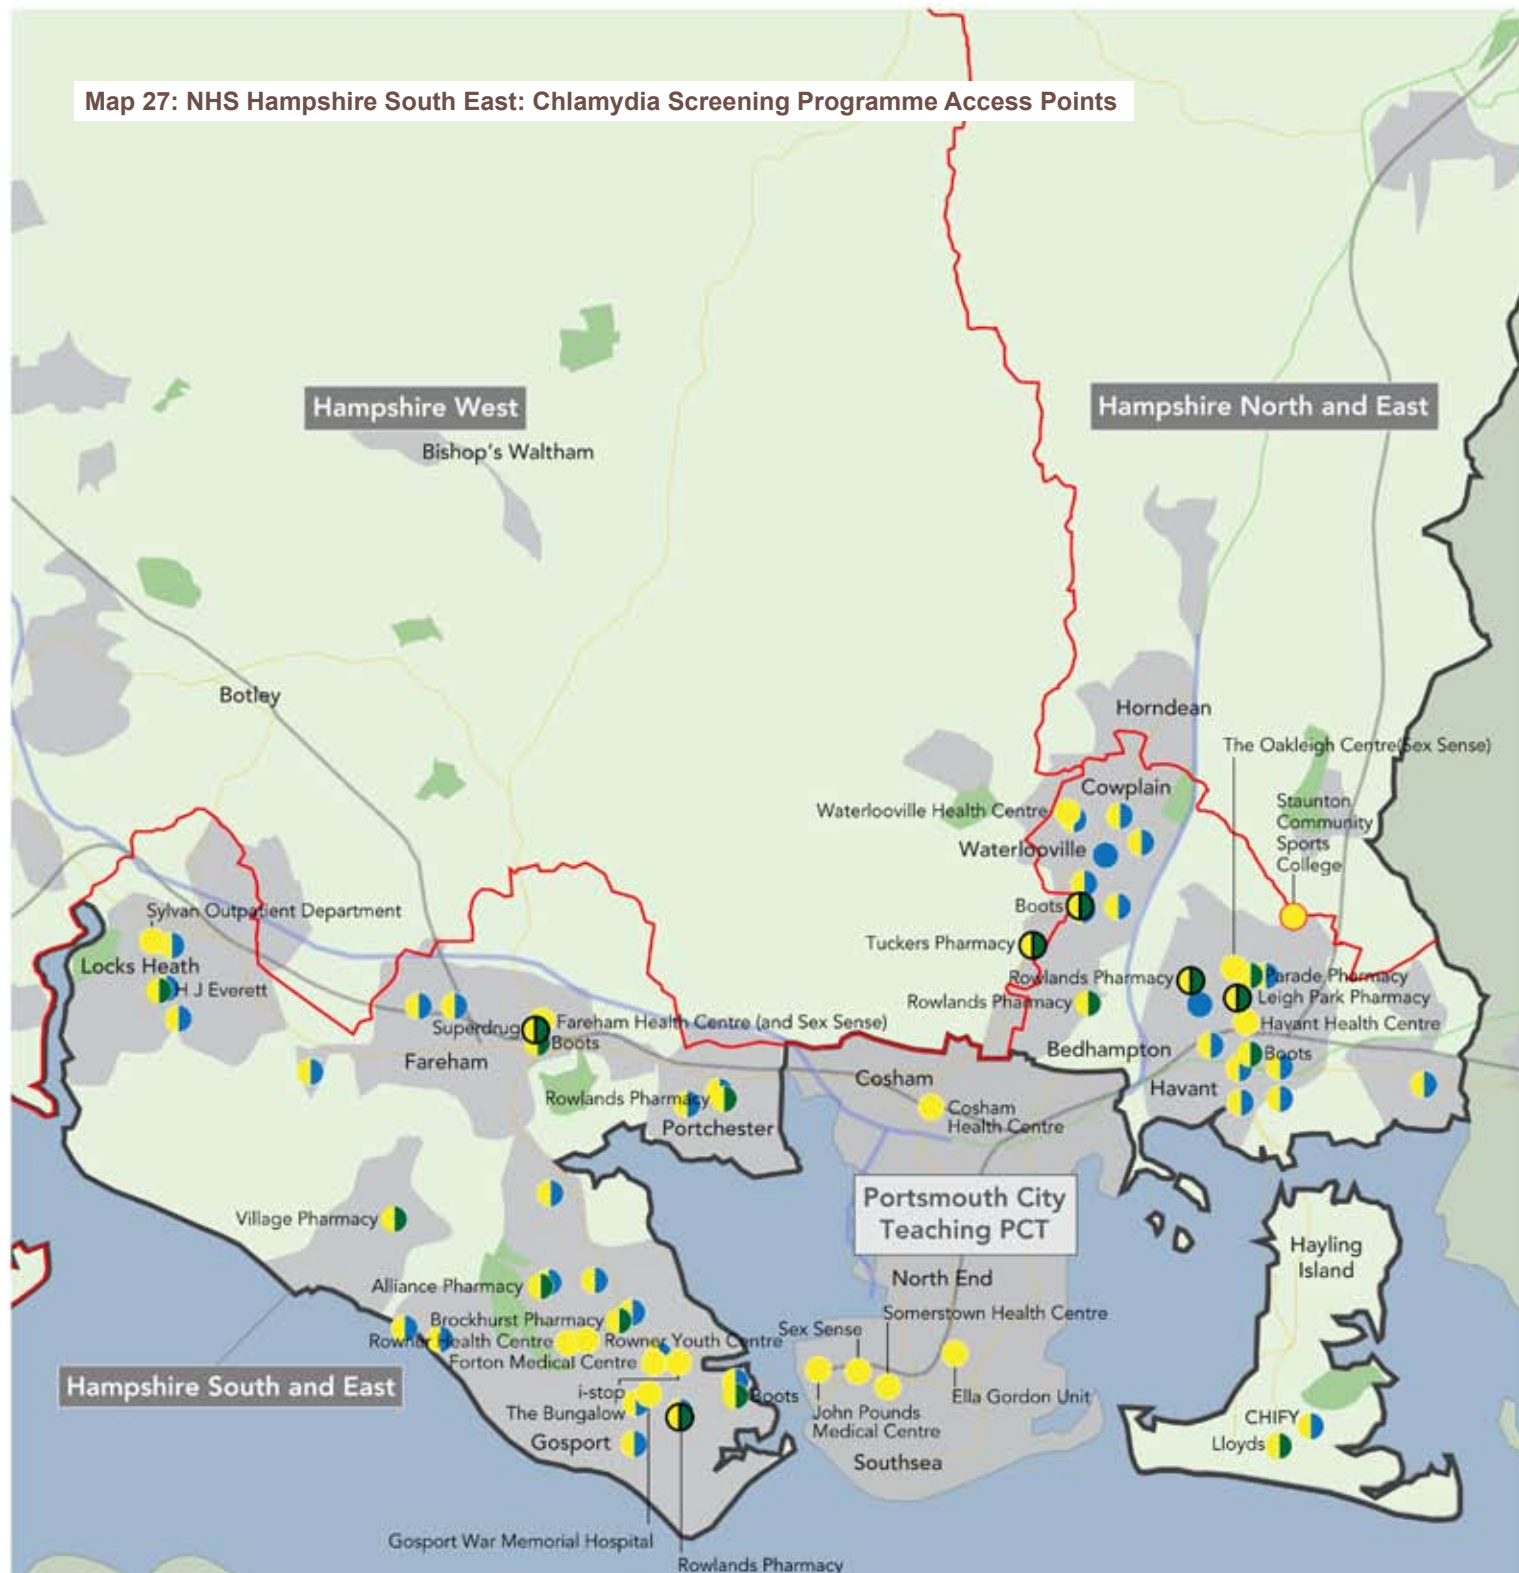 Map 27: NHS Hampshire South East: Chlamydia Screening Programme Access Points
Hampshire West
Hampshire North and East
Bishop's Waltham
Botley
Horndean
The Oakleigh Centre(Sex Sense)
Cowplain
Staunton
Community
Sports
College
Waterlooville Health Centre
Waterlooville
Boots
Sylvan Outpatient Department
Tuckers Pharmacy
Locks Heath
Rowlands Pharmacy
Parade Pharmacy
H J Everett
Rowlands Pharmacy
Leigh Park Pharmacy
Superdrug
Fareham Health Centre (and Sex Sense)
Havant Health Centre
Boots
Bedhampton
Boots
Fareham
Cosham
Havant
Rowlands Pharmacy
Cosham
Health Centre
Portchester
Portsmouth City
Teaching PCT
Village Pharmacy
Hayling
Island
North End
Alliance Pharmacy
Somerstown Health Centre
Brockhurst Pharmacy
Sex Sense
Rowner Health Centre
Rowner Youth Centre
Forton Medical Centre
Hampshire South and East
i-stop
Boots
Ella Gordon Unit
The Bungalow
John Pounds
Medical Centre
CHIFY
Gosport
Lloyds
Southsea
Gosport War Memorial Hospital
Rowlands Pharmacy